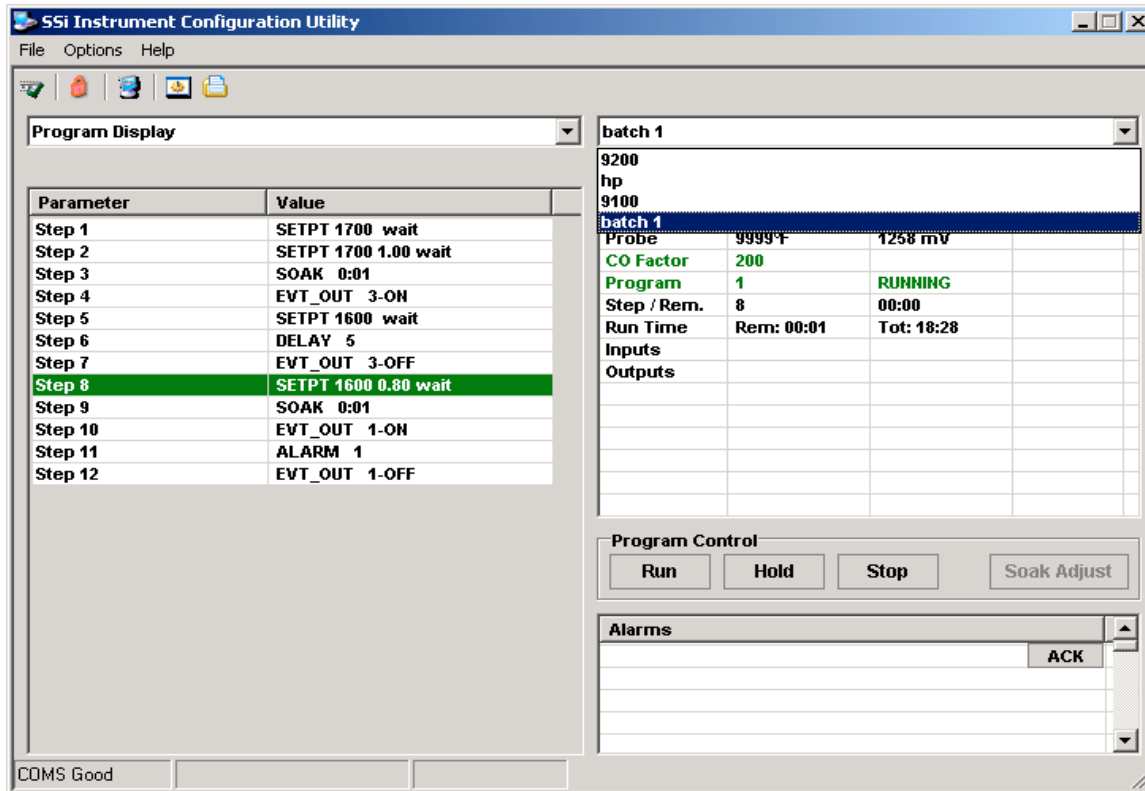 SSi Instrument Configuration Utility
File Options Help
Program Display
Parameter Value
Step 1 SETPT 1700 wait
Step 2 SETPT 1700 1.00 wait
Step 3 SOAK 0:01
Step 4 EVT_OUT 3-ON
Step 5 SETPT 1600 wait
Step 6 DELAY 5
Step 7 EVT_OUT 3-OFF
Step 8 SETPT 1600 0.80 wait
Step 9 SOAK 0:01
Step 10 EVT_OUT 1-ON
Step 11 ALARM 1
Step 12 EVT_OUT 1-OFF
batch 1
9200
hp
9100
batch 1
Probe 9999°F 1258 mV
CO Factor 200
Program 1 RUNNING
Step / Rem. 8 00:00
Run Time Rem: 00:01 Tot: 18:28
Inputs
Outputs
Program Control
Run Hold Stop Soak Adjust
Alarms
ACK
COMS Good